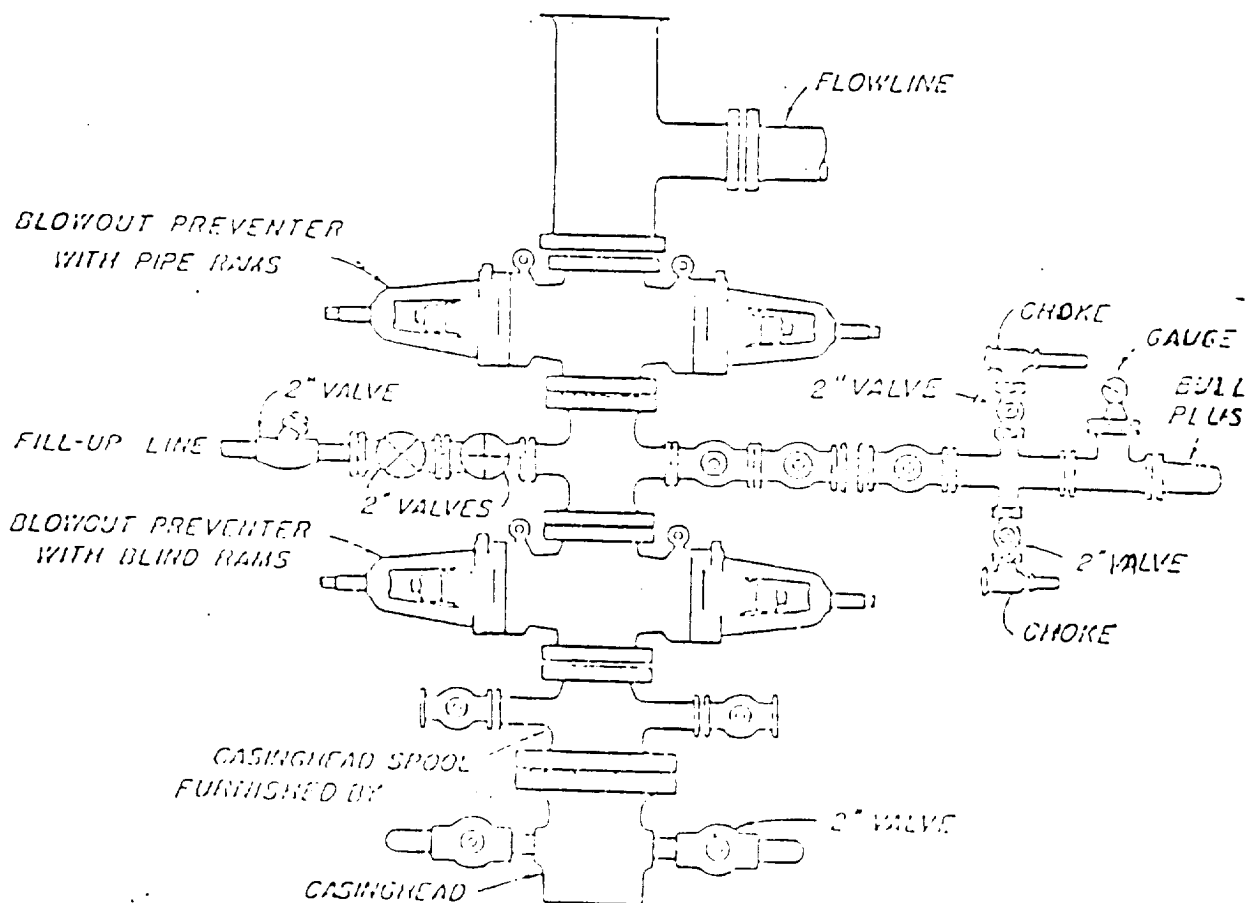 FLOWLINE
BLOWOUT PREVENTER
WITH PIPE RAMS
CHOKE
GAUGE
2" VALVE
2" VALVE
BULL
PLUS
FILL-UP LINE
2" VALVES
BLOWOUT PREVENTER
WITH BLIND RAMS
2" VALVE
CHOKE
CASINGHEAD SPOOL
FURNISHED BY
2" VALVE
CASINGHEAD